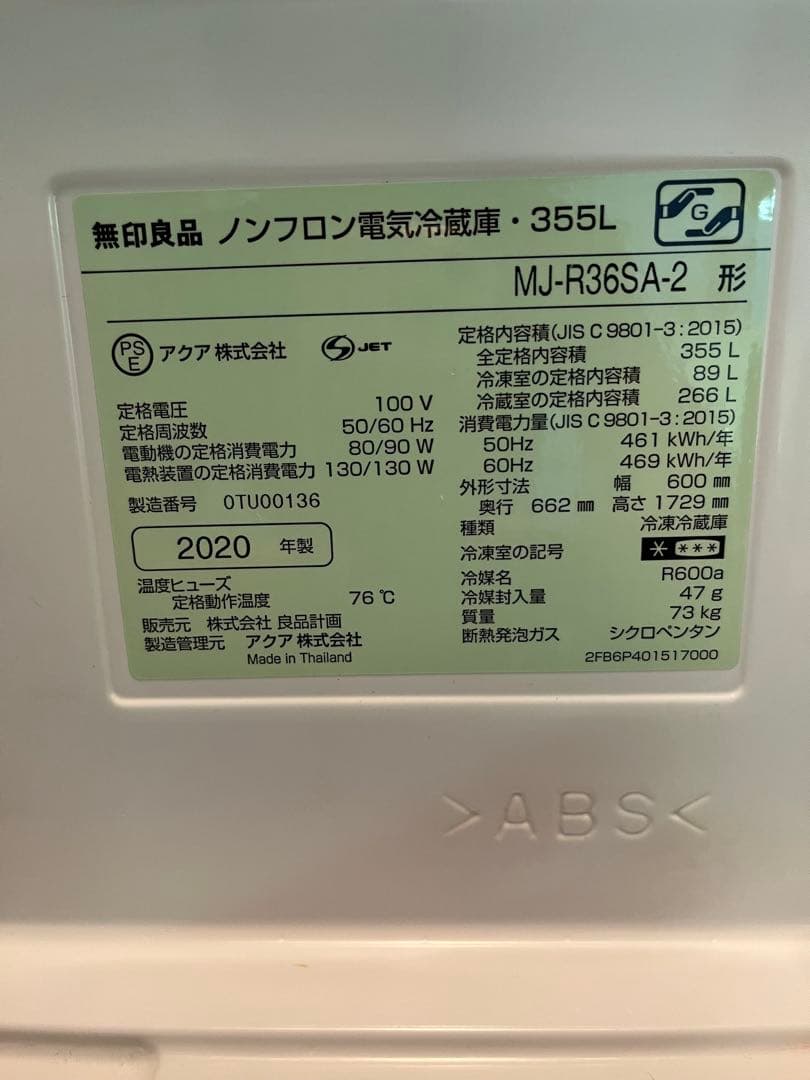 無印良品 ノンフロン電気冷蔵庫・355L
G
MJ-R36SA-2 形
PS
E
アクア 株式会社
JET
定格電圧 100 V
定格周波数 50/60 Hz
電動機の定格消費電力 80/90 W
電熱装置の定格消費電力 130/130 W
製造番号 0TU00136
2020 年製
温度ヒューズ
定格動作温度 76 ℃
販売元 株式会社 良品計画
製造管理元 アクア 株式会社
Made in Thailand
定格内容積(JIS C 9801-3:2015)
全定格内容積 355 L
冷凍室の定格内容積 89 L
冷蔵室の定格内容積 266 L
消費電力量(JIS C 9801-3:2015)
50Hz 461 kWh/年
60Hz 469 kWh/年
外形寸法 幅 600 mm
奥行 662 mm 高さ 1729 mm
種類 冷凍冷蔵庫
冷凍室の記号 * ***
冷媒名 R600a
冷媒封入量 47 g
質量 73 kg
断熱発泡ガス シクロペンタン
2FB6P401517000
>ABS<